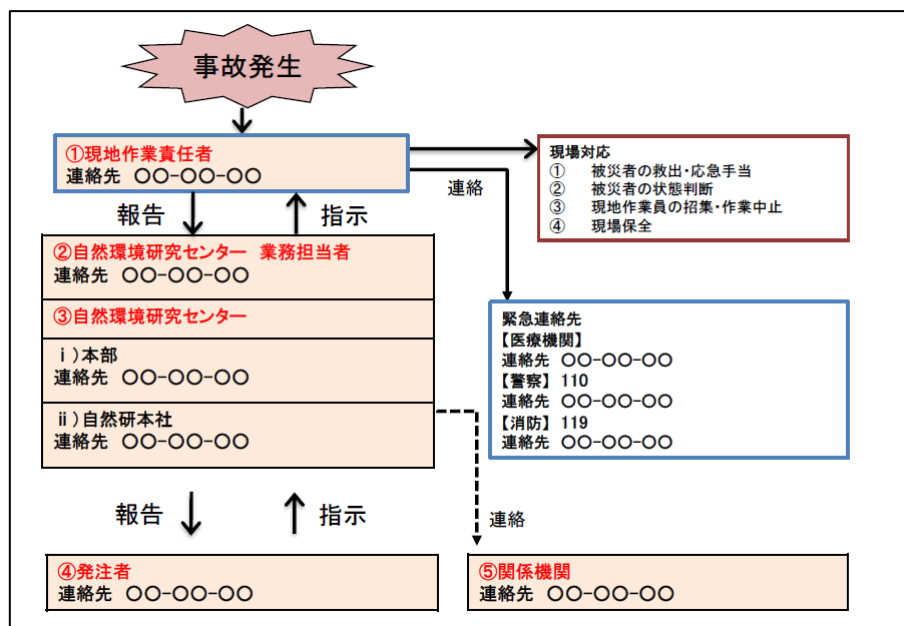 事故発生
①現地作業責任者
連絡先 〇〇-〇〇-〇〇
現場対応
① 被災者の救出・応急手当
② 被災者の状態判断
③ 現地作業員の招集・作業中止
④ 現場保全
連絡
報告
指示
②自然環境研究センター 業務担当者
連絡先 〇〇-〇〇-〇〇
③自然環境研究センター
ⅰ)本部
連絡先 〇〇-〇〇-〇〇
ⅱ)自然研本社
連絡先 〇〇-〇〇-〇〇
緊急連絡先
【医療機関】
連絡先 〇〇-〇〇-〇〇
【警察】 110
連絡先 〇〇-〇〇-〇〇
【消防】 119
連絡先 〇〇-〇〇-〇〇
報告
指示
連絡
④発注者
連絡先 〇〇-〇〇-〇〇
⑤関係機関
連絡先 〇〇-〇〇-〇〇